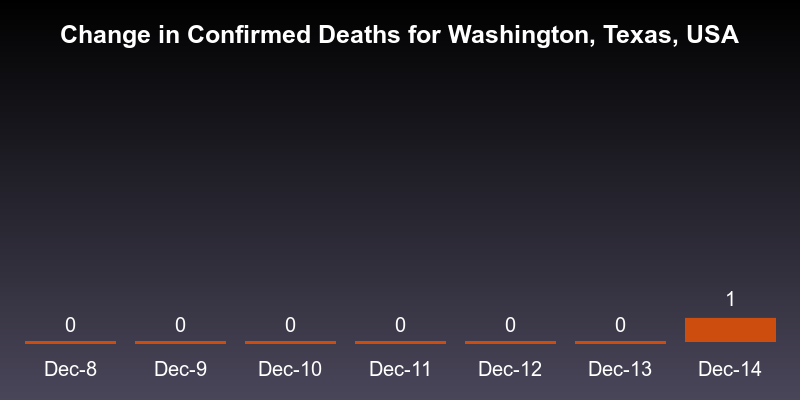 Change in Confirmed Deaths for Washington, Texas, USA
1
0 0 0 0 0 0
Dec-8 Dec-9 Dec-10 Dec-11 Dec-12 Dec-13 Dec-14